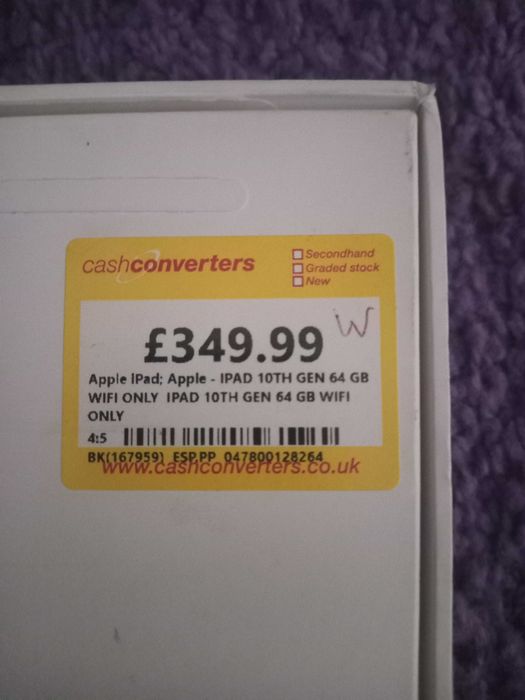 cashconverters
Secondhand
Graded stock
New
W
£349.99
Apple IPad; Apple - IPAD 10TH GEN 64 GB
WIFI ONLY IPAD 10TH GEN 64 GB WIFI
ONLY
4:5
BK(167959) ESP,PP 047800128264
www.cashconverters.co.uk